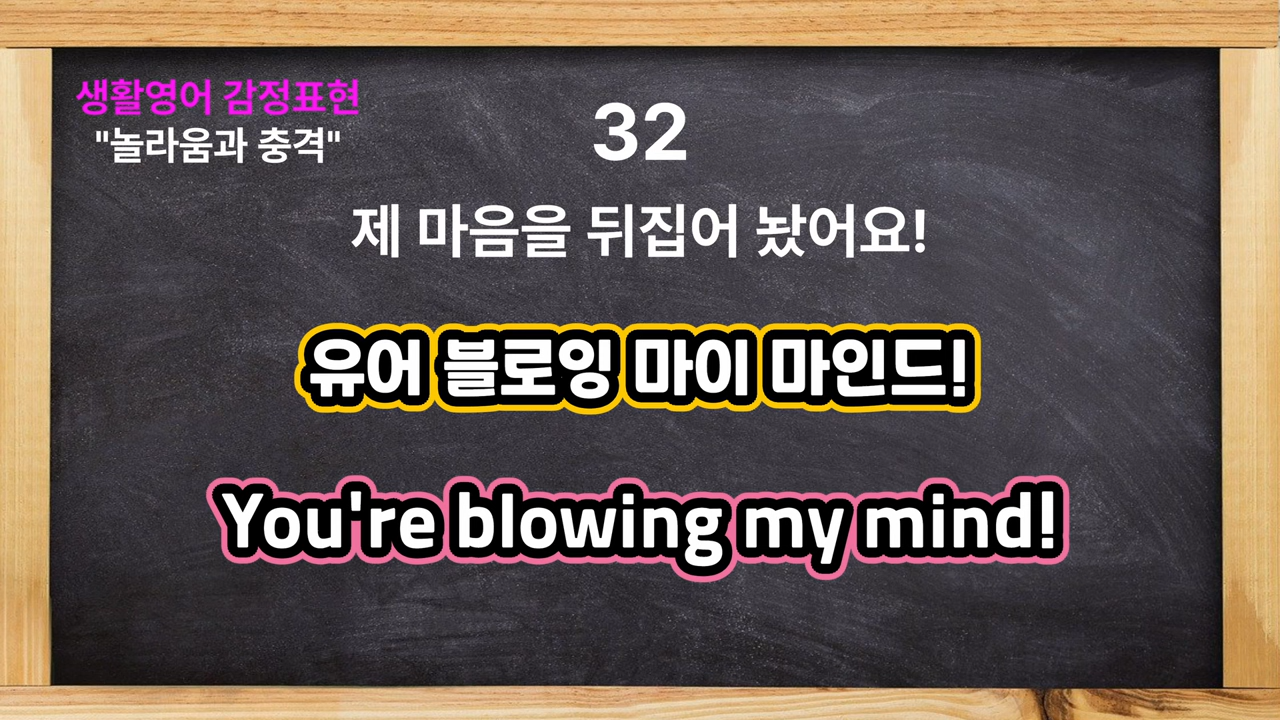 생활영어 감정표현
"놀라움과 충격"
32
제 마음을 뒤집어 놨어요!
유어 블로잉 마이 마인드!
You're blowing my mind!